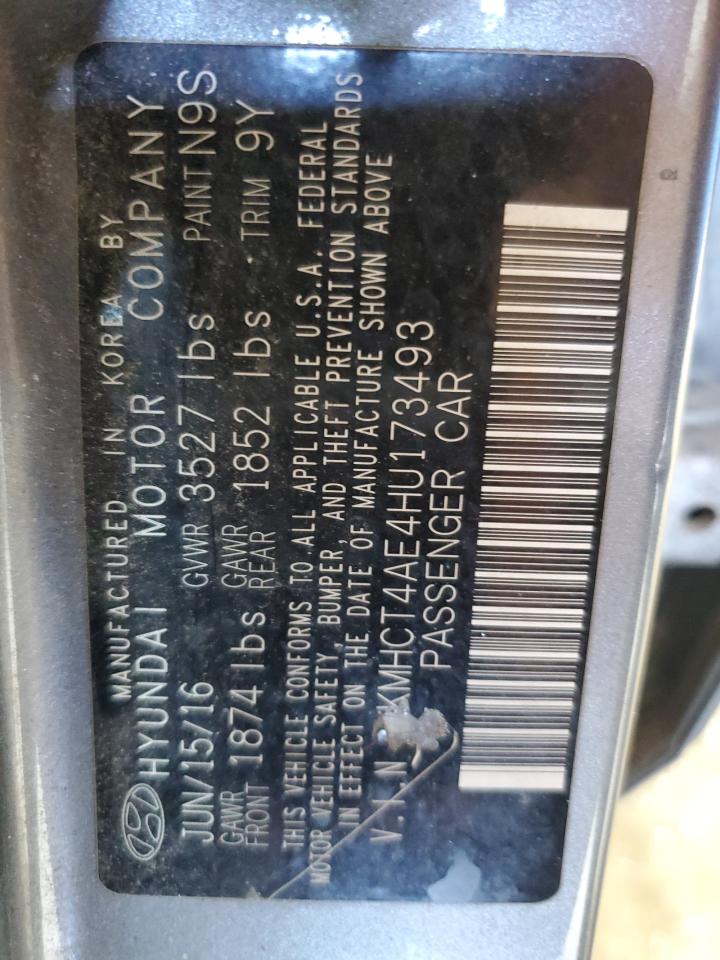 MANUFACTURED IN KOREA BY
HYUNDAI MOTOR COMPANY
JUN/15/16 GVWR 3527 lbs PAINT N9S
GAWR FRONT 1874 lbs GAWR REAR 1852 lbs TRIM 9Y
THIS VEHICLE CONFORMS TO ALL APPLICABLE U.S.A. FEDERAL
MOTOR VEHICLE SAFETY, BUMPER, AND THEFT PREVENTION STANDARDS
IN EFFECT ON THE DATE OF MANUFACTURE SHOWN ABOVE
V.I.N KMHCT4AE4HU173493
PASSENGER CAR